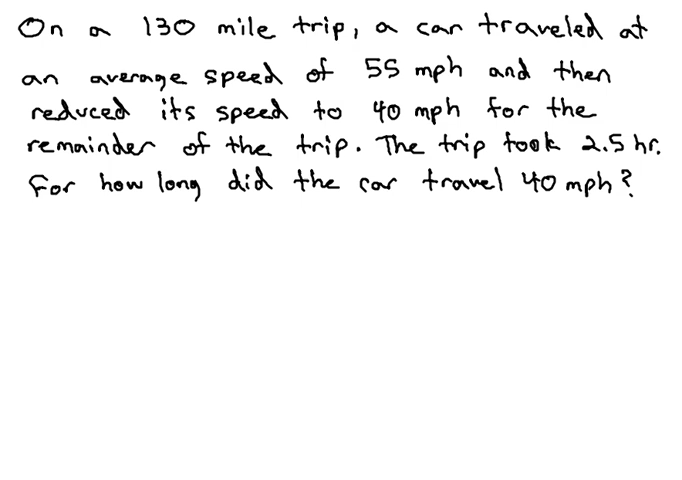 On a 130 mile trip, a car traveled at
an average speed of 55 mph and then
reduced its speed to 40 mph for the
remainder of the trip. The trip took 2.5 hr.
For how long did the car travel 40 mph?